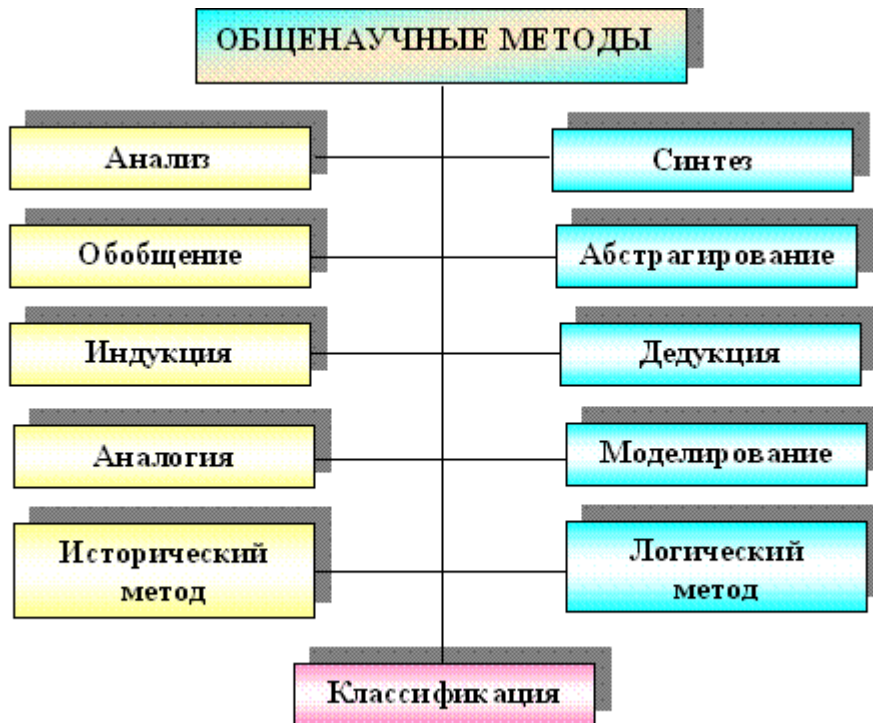 ОБЩЕНАУЧНЫЕ МЕТОДЫ
Анализ
Синтез
Обобщение
Абстрагирование
Индукция
Дедукция
Аналогия
Моделирование
Исторический
метод
Логический
метод
Классификация